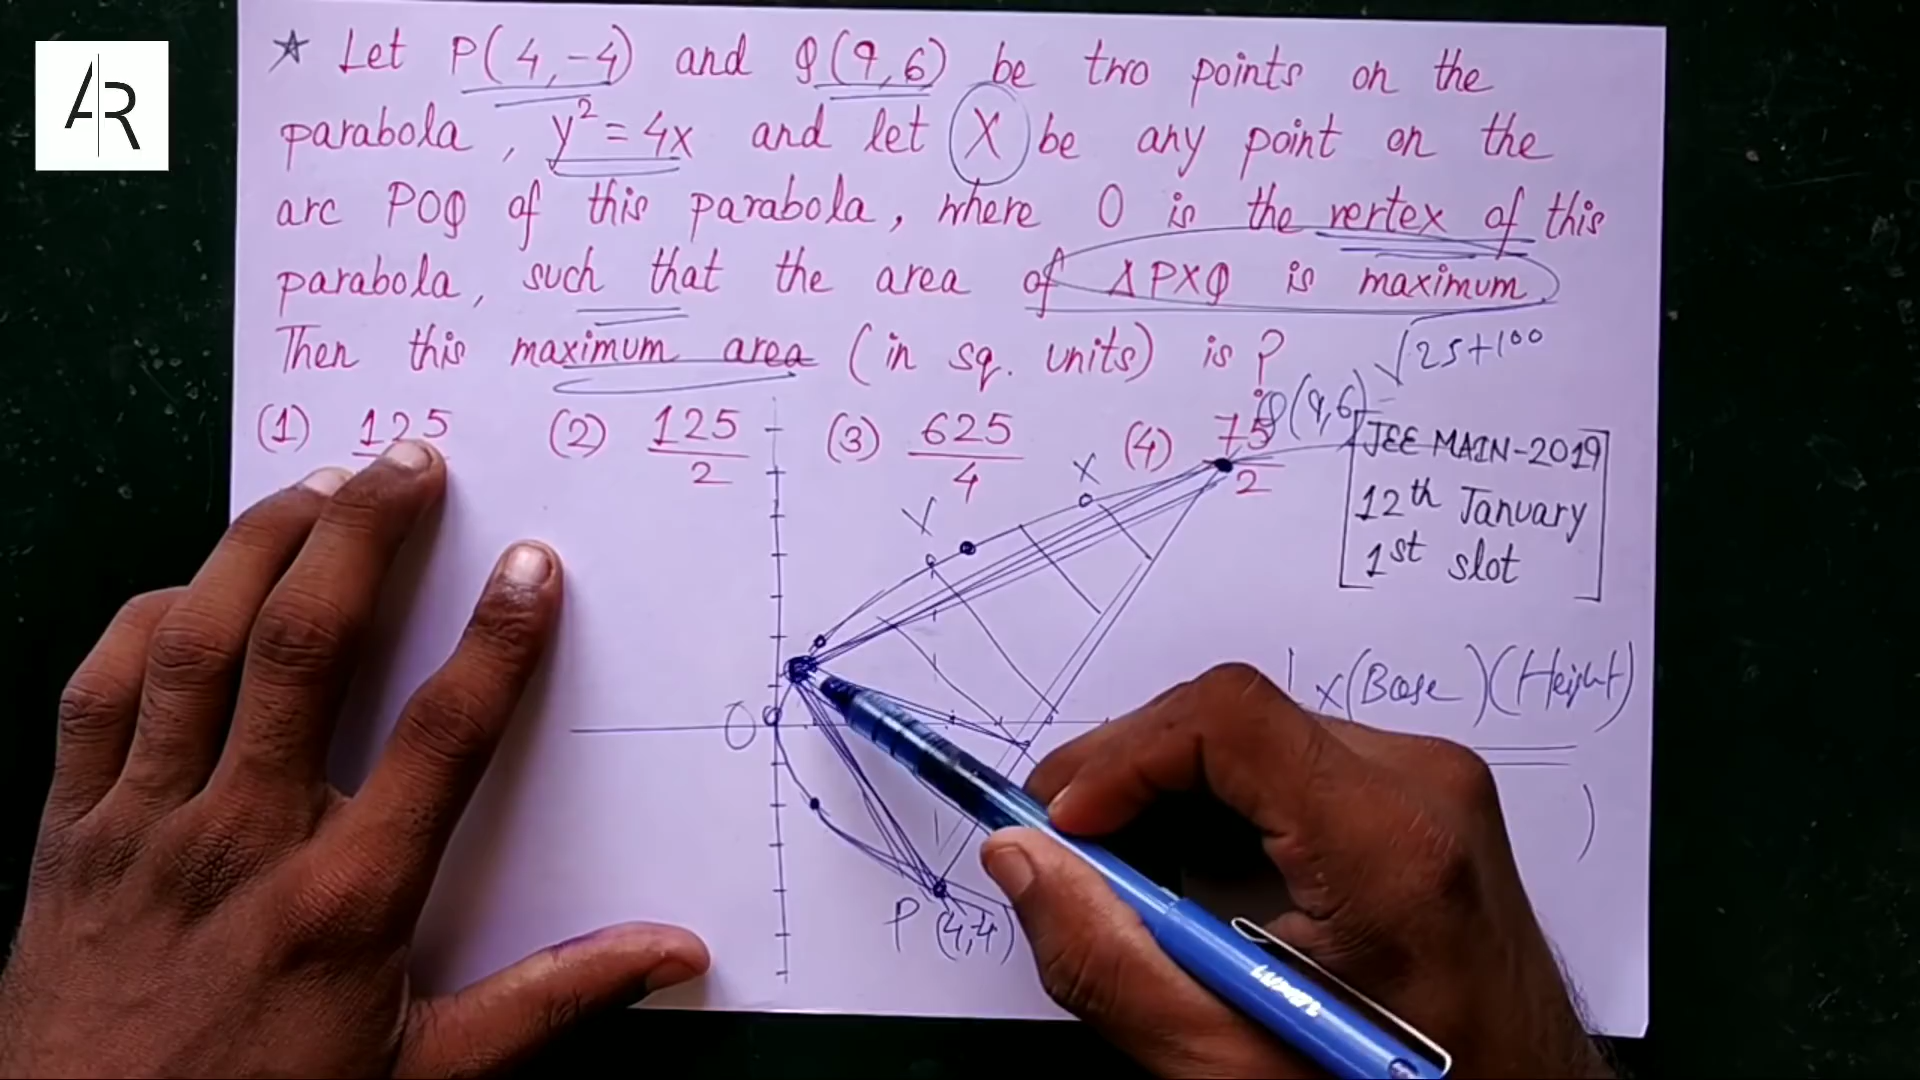 AR
☆ Let P(4,-4) and Q(9,6) be two points on the
parabola, y² = 4x and let X be any point on the
arc POQ of this parabola, where O is the vertex of this
parabola, such that the area of ΔPXQ is maximum.
Then this maximum area (in sq. units) is ?
√25+100
(1) 125 (2) 125/2 (3) 625/4 (4) 75/2
Q(9,6)
JEE MAIN-2019
12th January
1st slot
X
×(Base)(Height)
O
P(4,-4)